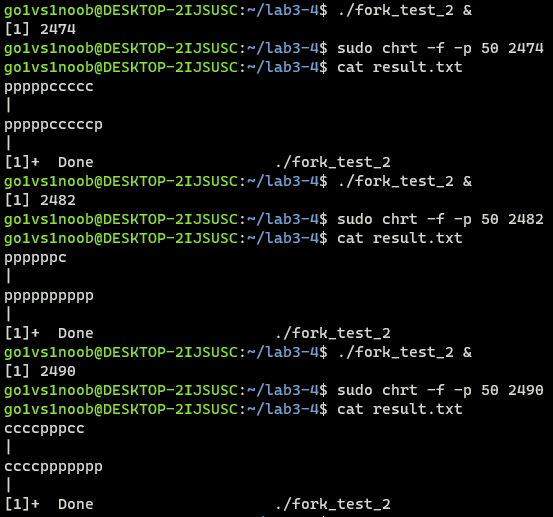 go1vs1noob@DESKTOP-2IJSUSC:~/lab3-4$ ./fork_test_2 &
[1] 2474
go1vs1noob@DESKTOP-2IJSUSC:~/lab3-4$ sudo chrt -f -p 50 2474
go1vs1noob@DESKTOP-2IJSUSC:~/lab3-4$ cat result.txt
pppppccccc
|
pppppcccccp
|
[1]+  Done                    ./fork_test_2
go1vs1noob@DESKTOP-2IJSUSC:~/lab3-4$ ./fork_test_2 &
[1] 2482
go1vs1noob@DESKTOP-2IJSUSC:~/lab3-4$ sudo chrt -f -p 50 2482
go1vs1noob@DESKTOP-2IJSUSC:~/lab3-4$ cat result.txt
ppppppc
|
pppppppppp
|
[1]+  Done                    ./fork_test_2
go1vs1noob@DESKTOP-2IJSUSC:~/lab3-4$ ./fork_test_2 &
[1] 2490
go1vs1noob@DESKTOP-2IJSUSC:~/lab3-4$ sudo chrt -f -p 50 2490
go1vs1noob@DESKTOP-2IJSUSC:~/lab3-4$ cat result.txt
ccccpppcc
|
ccccppppppp
|
[1]+  Done                    ./fork_test_2